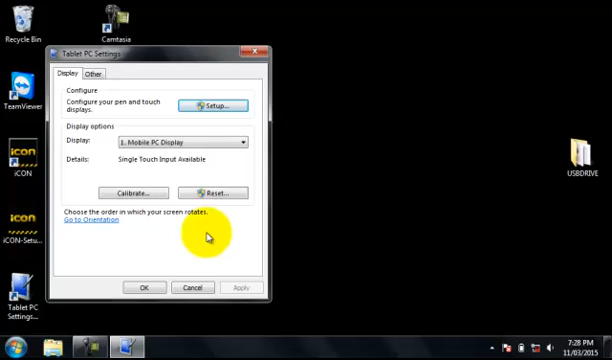 Recycle Bin
Camtasia
TeamViewer
iCON
iCON
iCON
iCON-Setu...
Tablet PC
Settings...
USBDRIVE
Tablet PC Settings
Display
Other
Configure
Configure your pen and touch
displays.
Setup...
Display options
Display:
1. Mobile PC Display
Details:
Single Touch Input Available
Calibrate...
Reset...
Choose the order in which your screen rotates.
Go to Orientation
OK
Cancel
Apply
7:28 PM
11/03/2015